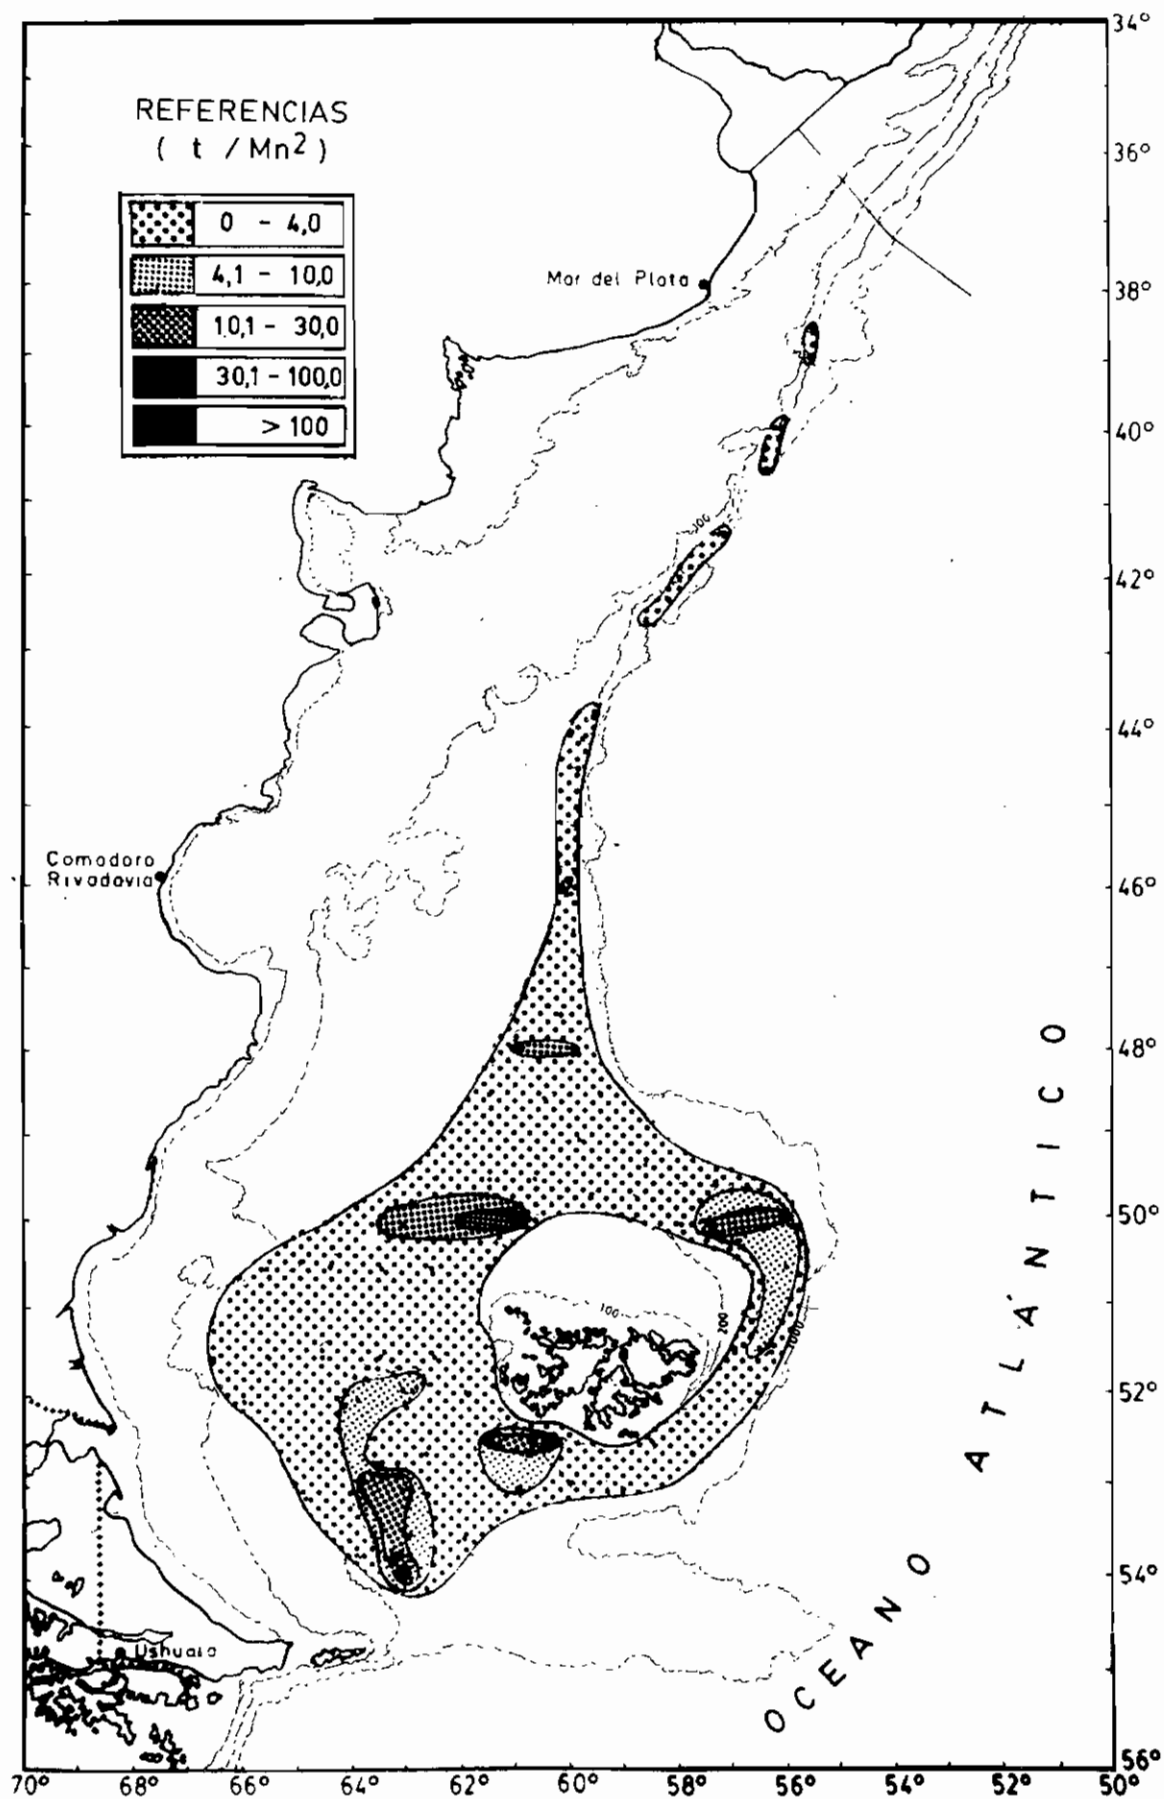 REFERENCIAS
( t / Mn²)
0 - 4,0
4,1 - 10,0
10,1 - 30,0
30,1 - 100,0
> 100
34°
36°
Mar del Plata
38°
40°
100
42°
44°
Comodoro
Rivadavia
46°
48°
50°
100
200
1000
52°
54°
Ushuaia
OCEANO ATLÁNTICO
56°
70° 68° 66° 64° 62° 60° 58° 56° 54° 52° 50°